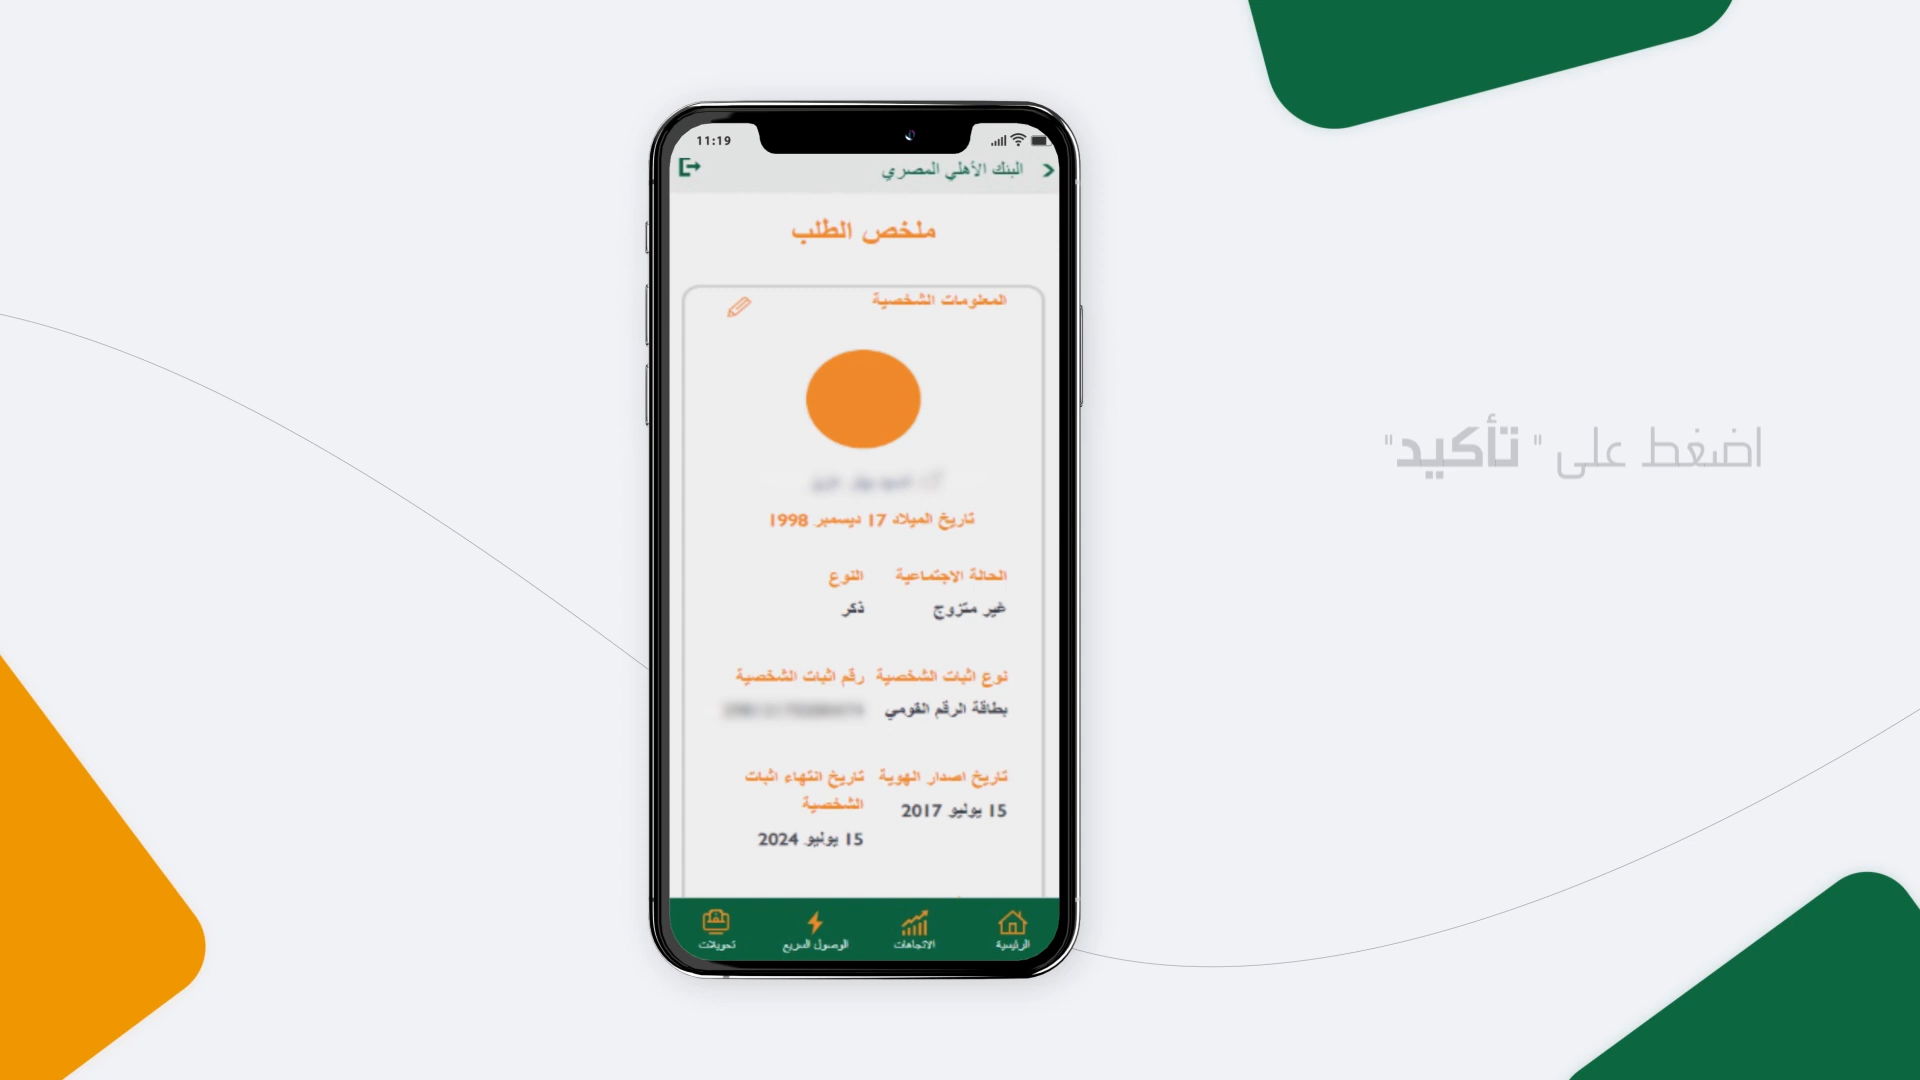 11:19
البنك الأهلي المصري
ملخص الطلب
المعلومات الشخصية
تاريخ الميلاد 17 ديسمبر 1998
الحالة الاجتماعية النوع
غير متزوج ذكر
نوع اثبات الشخصية رقم اثبات الشخصية
بطاقة الرقم القومي
تاريخ اصدار الهوية تاريخ انتهاء اثبات
الشخصية
15 يوليو 2017
15 يوليو 2024
الرئيسية الاتجاهات الوصول السريع تحويلات
اضغط على " تأكيد"